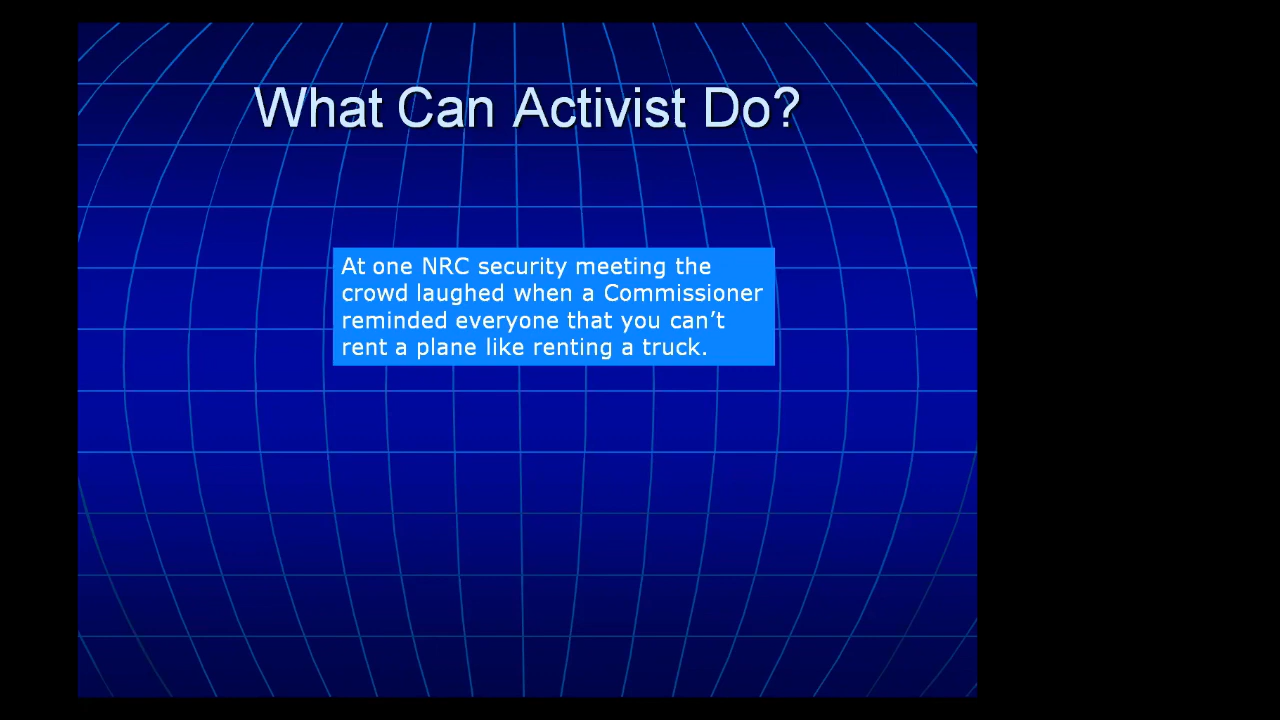 What Can Activist Do?
At one NRC security meeting the
crowd laughed when a Commissioner
reminded everyone that you can’t
rent a plane like renting a truck.